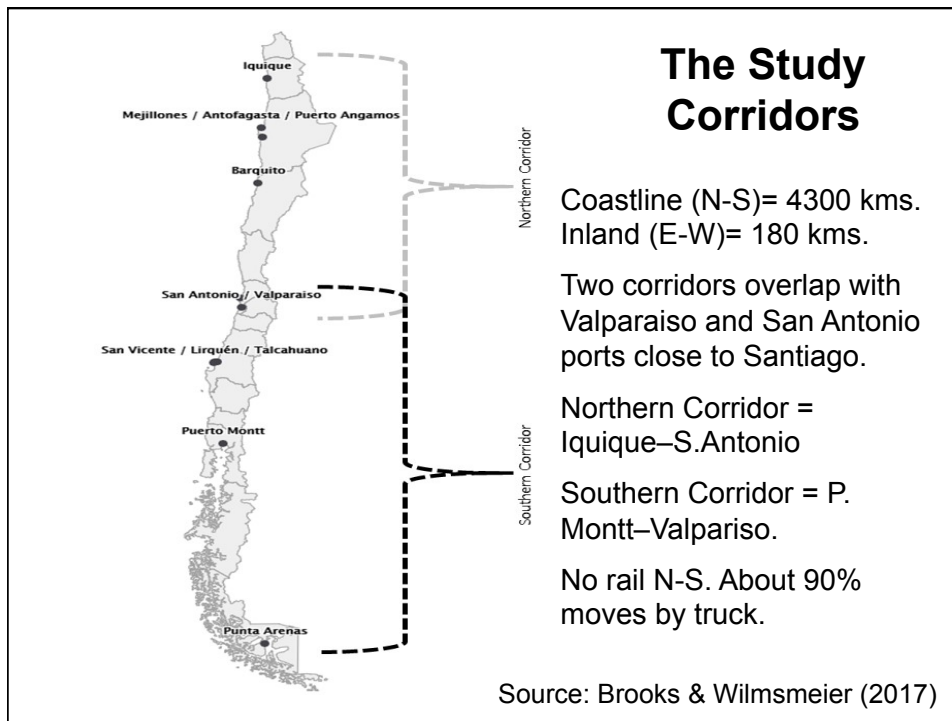 The Study
Corridors
Iquique
Mejillones / Antofagasta / Puerto Angamos
Barquito
San Antonio / Valparaiso
San Vicente / Lirquén / Talcahuano
Puerto Montt
Punta Arenas
Northern Corridor
Southern Corridor
Coastline (N-S)= 4300 kms.
Inland (E-W)= 180 kms.
Two corridors overlap with
Valparaiso and San Antonio
ports close to Santiago.
Northern Corridor =
Iquique–S.Antonio
Southern Corridor = P.
Montt–Valpariso.
No rail N-S. About 90%
moves by truck.
Source: Brooks & Wilmsmeier (2017)